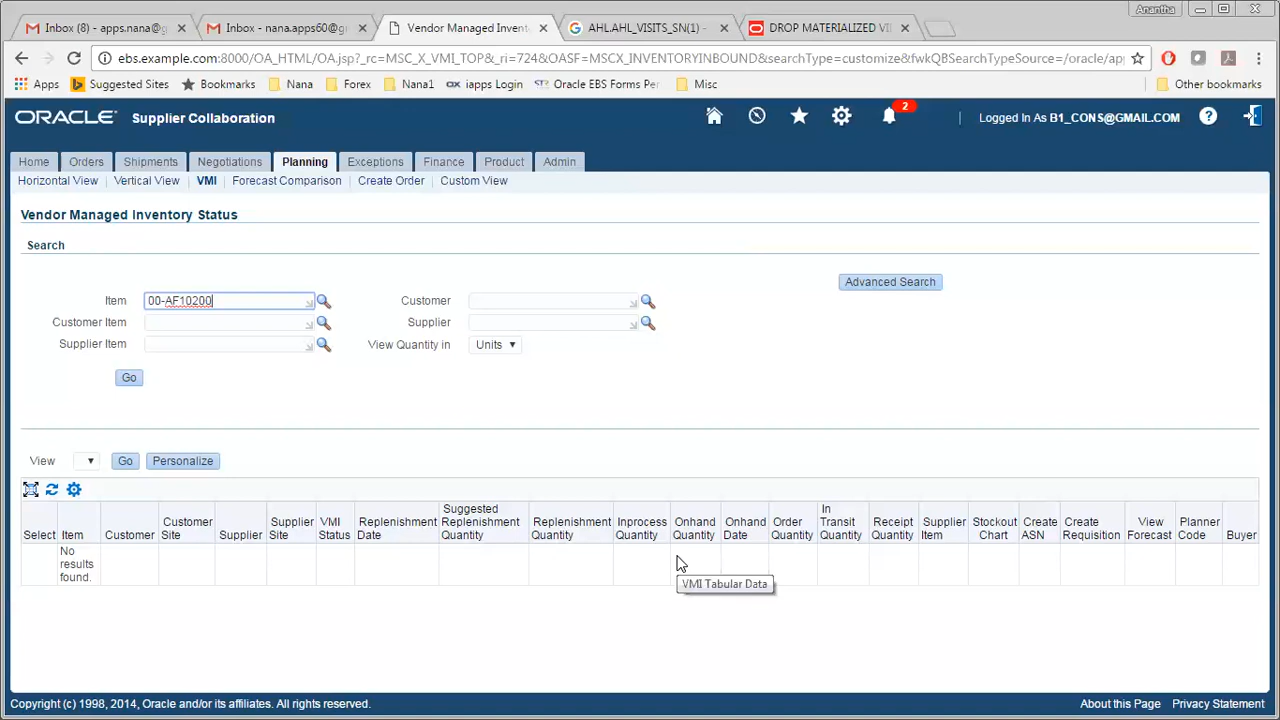 Anantha
Inbox (8) - apps.nana@g
Inbox - nana.apps60@g
Vendor Managed Invent
AHLAHL_VISITS_SN(1) -
DROP MATERIALIZED VI
ebs.example.com:8000/OA_HTML/OA.jsp?_rc=MSC_X_VMI_TOP&_ri=724&OASF=MSCX_INVENTORYINBOUND&searchType=customize&fwkQBSearchTypeSource=/oracle/ap
Apps
Suggested Sites
Bookmarks
Nana
Forex
Nana1
iapps Login
Oracle EBS Forms Per
Misc
Other bookmarks
ORACLE Supplier Collaboration
2
Logged In As B1_CONS@GMAIL.COM
Home
Orders
Shipments
Negotiations
Planning
Exceptions
Finance
Product
Admin
Horizontal View
Vertical View
VMI
Forecast Comparison
Create Order
Custom View
Vendor Managed Inventory Status
Search
Advanced Search
Item 00-AF10200
Customer
Customer Item
Supplier
Supplier Item
View Quantity in Units
Go
View
Go
Personalize
Select
Item
Customer
Customer Site
Supplier
Supplier Site
VMI Status
Replenishment Date
Suggested Replenishment Quantity
Replenishment Quantity
Inprocess Quantity
Onhand Quantity
Onhand Date
Order Quantity
In Transit Quantity
Receipt Quantity
Supplier Item
Stockout Chart
Create ASN
Create Requisition
View Forecast
Planner Code
Buyer
No results found.
VMI Tabular Data
Copyright (c) 1998, 2014, Oracle and/or its affiliates. All rights reserved.
About this Page
Privacy Statement